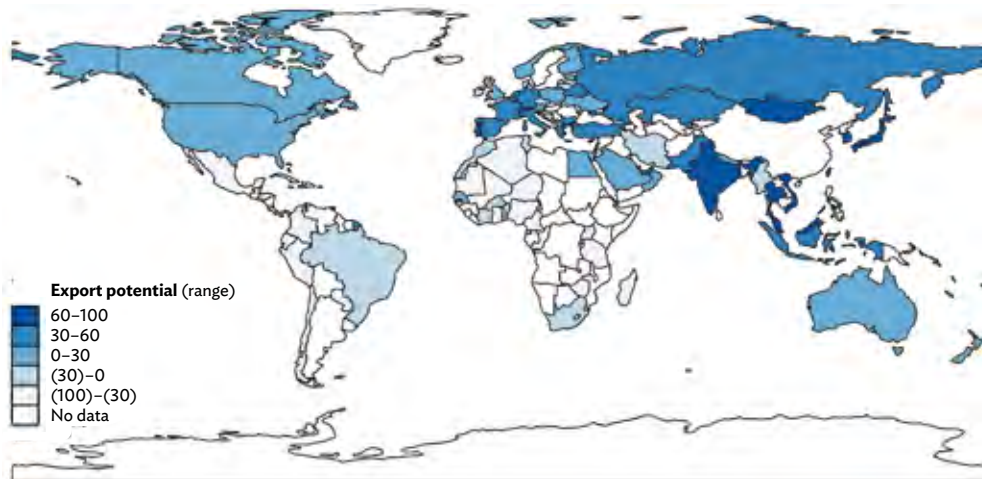 Export potential (range)
60–100
30–60
0–30
(30)–0
(100)–(30)
No data